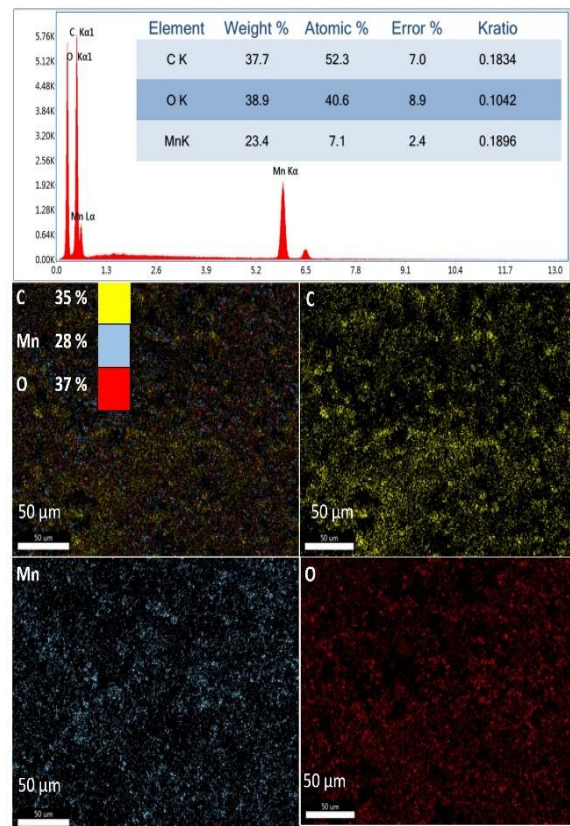 Element Weight % Atomic % Error % Kratio
C K 37.7 52.3 7.0 0.1834
O K 38.9 40.6 8.9 0.1042
MnK 23.4 7.1 2.4 0.1896
5.76K
5.12K
4.48K
3.84K
3.20K
2.56K
1.92K
1.28K
0.64K
0.00K
C Kα1
O Kα1
Mn Lα
Mn Kα
0.0 1.3 2.6 3.9 5.2 6.5 7.8 9.1 10.4 11.7 13.0
C 35 %
Mn 28 %
O 37 %
50 µm
50 µm
C
50 µm
50 µm
Mn
50 µm
50 µm
O
50 µm
50 µm